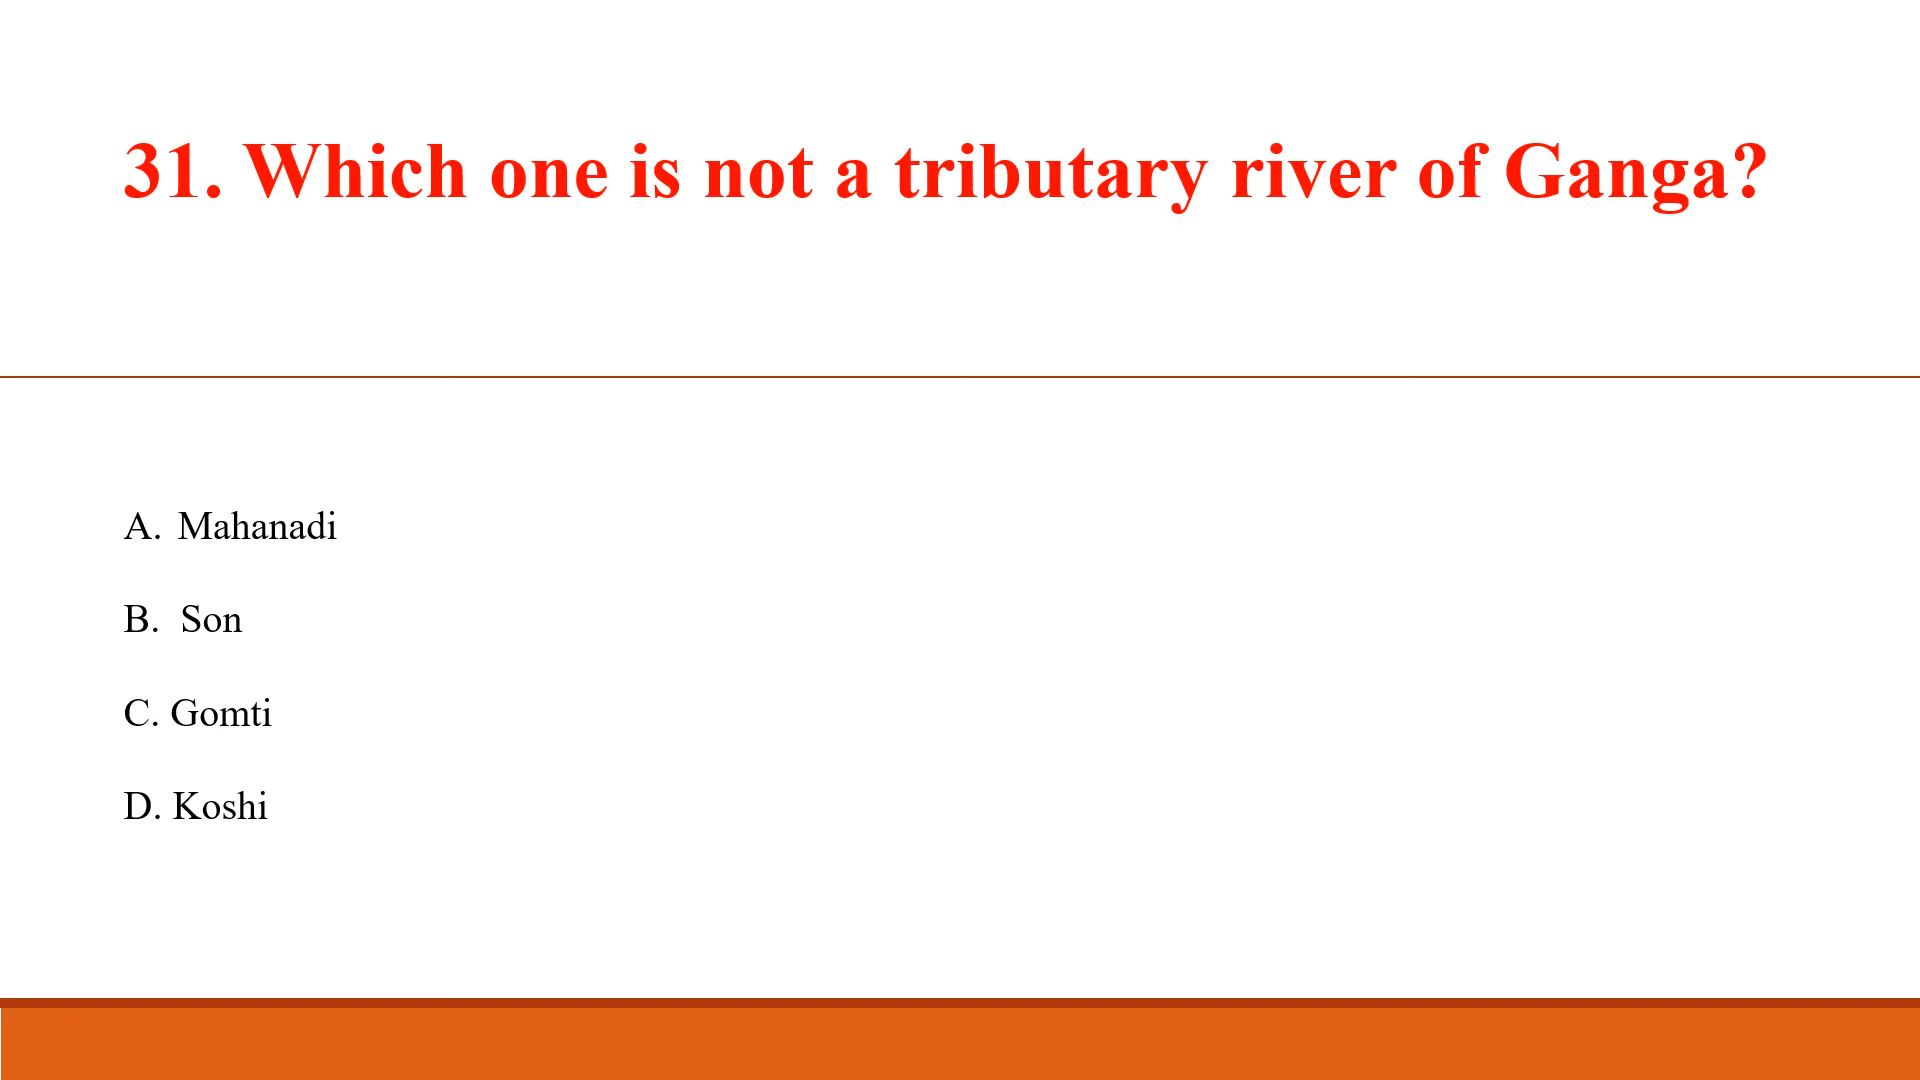 31. Which one is not a tributary river of Ganga?
A. Mahanadi
B. Son
C. Gomti
D. Koshi